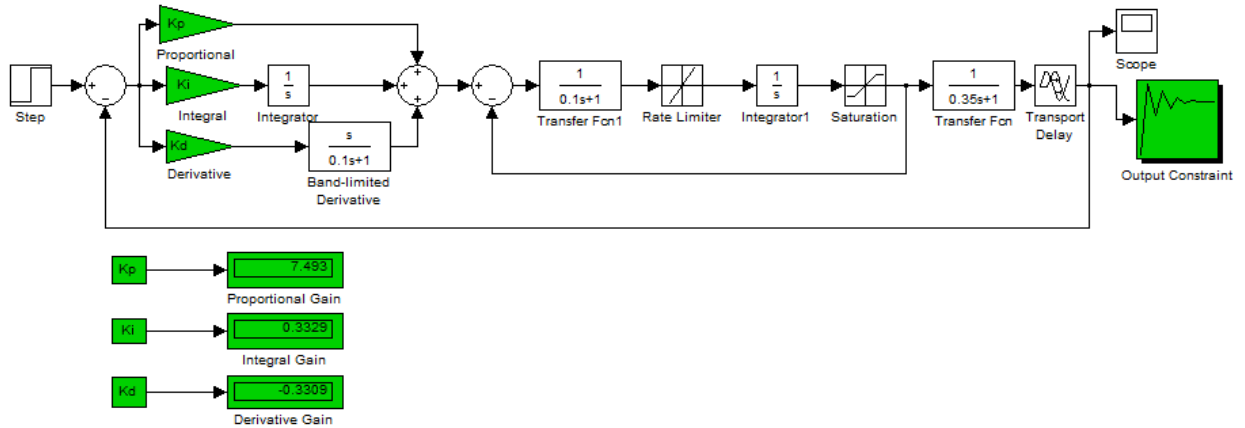 Kp
Proportional
Step
Ki
Integral
1
s
Integrator
Kd
Derivative
s
0.1s+1
Band-limited
Derivative
1
0.1s+1
Transfer Fcn1
Rate Limiter
1
s
Integrator1
Saturation
1
0.35s+1
Transfer Fcn
Transport
Delay
Scope
Output Constraint
Kp
7.493
Proportional Gain
Ki
0.3329
Integral Gain
Kd
-0.3309
Derivative Gain